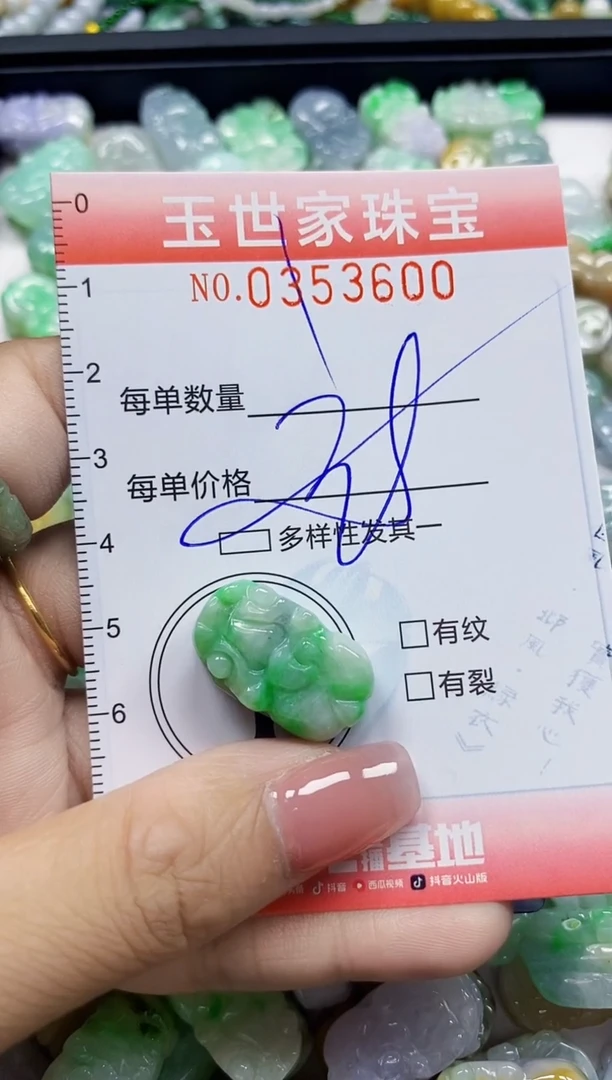 0
玉世家珠宝
1
NO.0353600
2
每单数量
3
每单价格
4
多样性发其一
5
有纹
6
有裂
播基地
抖音 西瓜视频 抖音火山版